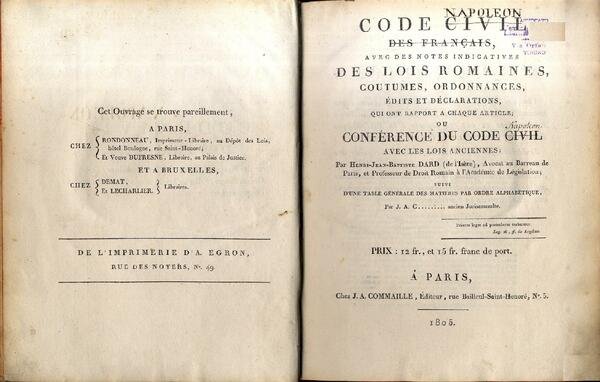 Cet Ouvrage se trouve pareillement,
A PARIS,
CHEZ { RONDONNEAU, Imprimeur-Libraire, au Dépôt des Lois,
hôtel Boulogne, rue Saint-Honoré;
Et Veuve DUFRESNE, Libraire, au Palais de Justice.
ET A BRUXELLES,
CHEZ { DEMAT,
Et LECHARLIER. } Libraires.
DE L'IMPRIMERIE D'A. EGRON,
RUE DES NOYERS, N°. 49.
NAPOLEON
CODE CIVIL
DES FRANÇAIS,
AVEC DES NOTES INDICATIVES
DES LOIS ROMAINES,
COUTUMES, ORDONNANCES,
ÉDITS ET DÉCLARATIONS,
QUI ONT RAPPORT A CHAQUE ARTICLE;
OU
Napoleon
CONFÉRENCE DU CODE CIVIL
AVEC LES LOIS ANCIENNES;
Par HENRI-JEAN-BAPTISTE DARD (de l'Isère), Avocat au Barreau de
Paris, et Professeur de Droit Romain à l'Académie de Législation;
SUIVI
D'UNE TABLE GÉNÉRALE DES MATIÈRES PAR ORDRE ALPHABÉTIQUE,
Par J. A. C......... ancien Jurisconsulte.
PRIX : 12 fr., et 15 fr. franc de port.
À PARIS,
Chez J. A. COMMAILLE, Éditeur, rue Bailleul-Saint-Honoré, N°. 5.
1805.